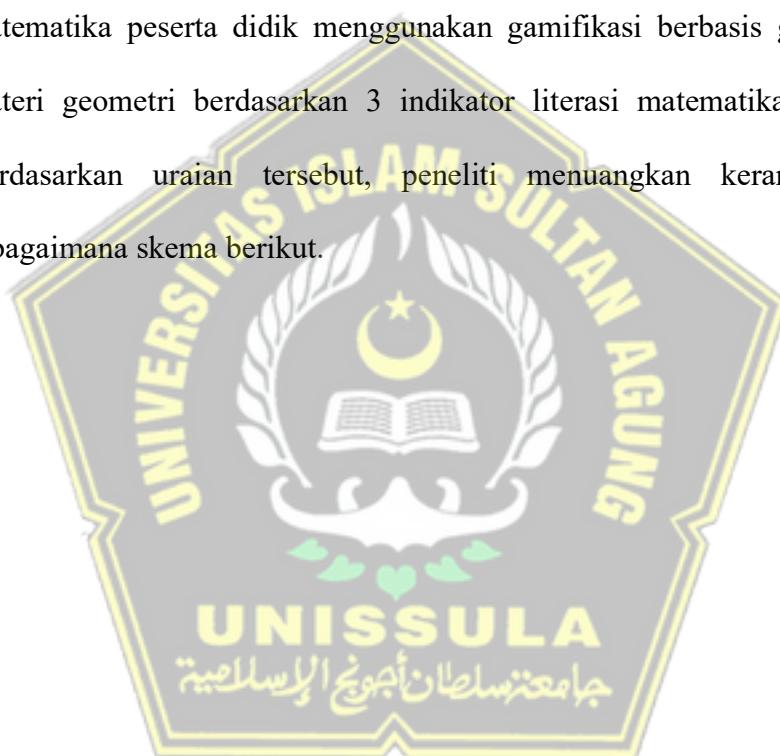 atematika peserta didik menggunakan gamifikasi berbasis
ateri geometri berdasarkan 3 indikator literasi matematika
rdasarkan uraian tersebut, peneliti menuangkan keran
bagaimana skema berikut.
UNIVERSITAS ISLAM SULTAN AGUNG
UNISSULA
جامعة سلطان أجونج الإسلامية